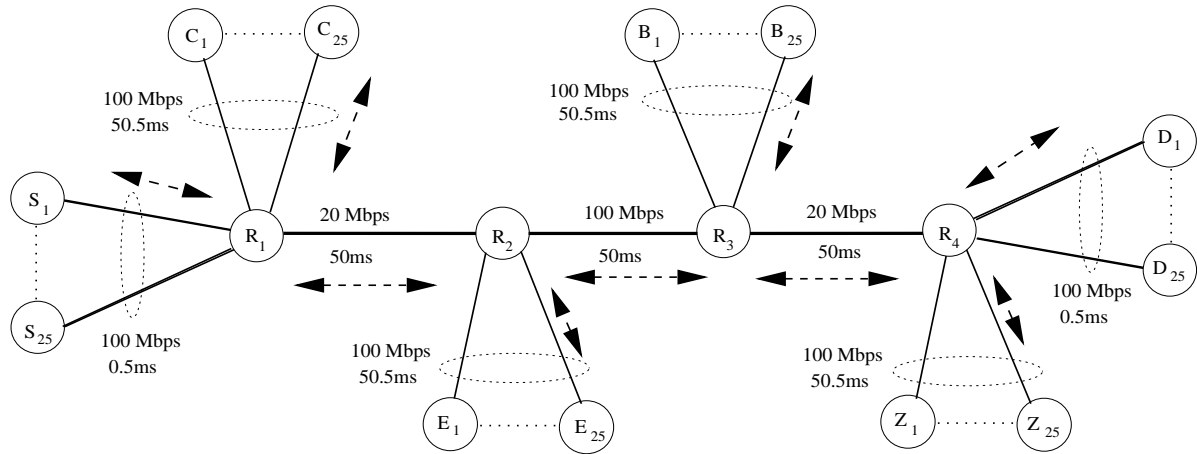 C1 C25 B1 B25
100 Mbps 100 Mbps
50.5ms 50.5ms
D1
S1
20 Mbps 100 Mbps 20 Mbps
R1 R2 R3 R4
50ms 50ms 50ms
D25
S25
100 Mbps 100 Mbps
0.5ms 0.5ms
100 Mbps 100 Mbps
50.5ms 50.5ms
E1 E25 Z1 Z25